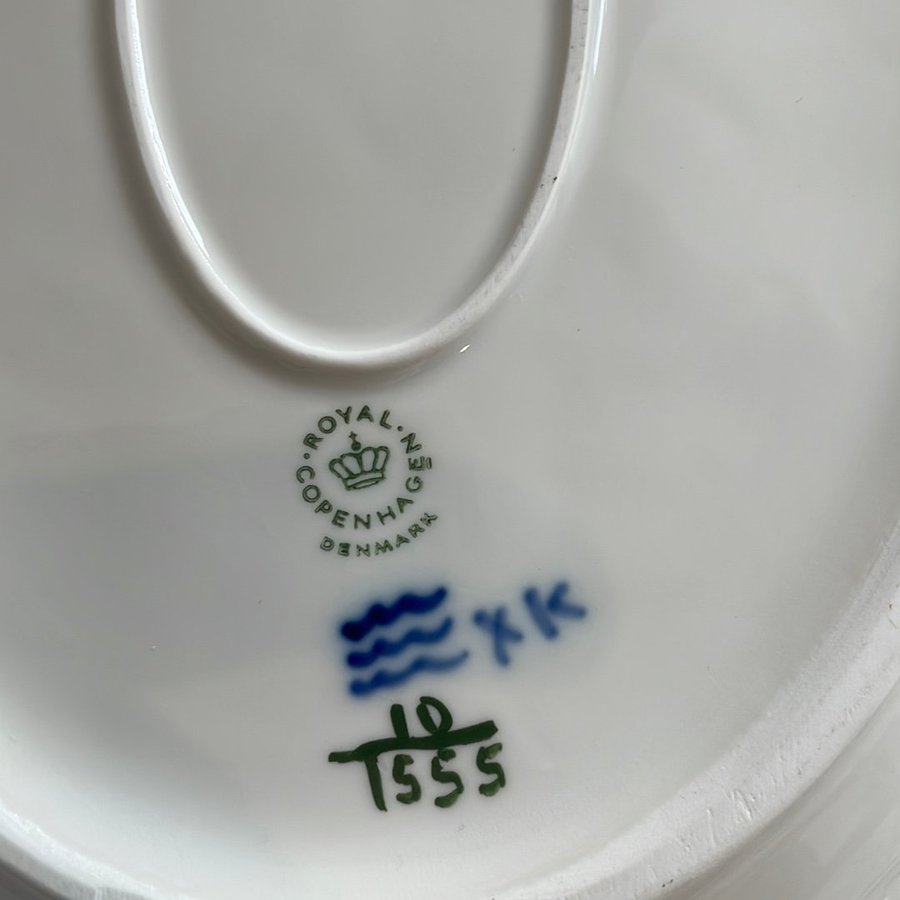 ROYAL
COPENHAGEN
DENMARK
XK
10
1555